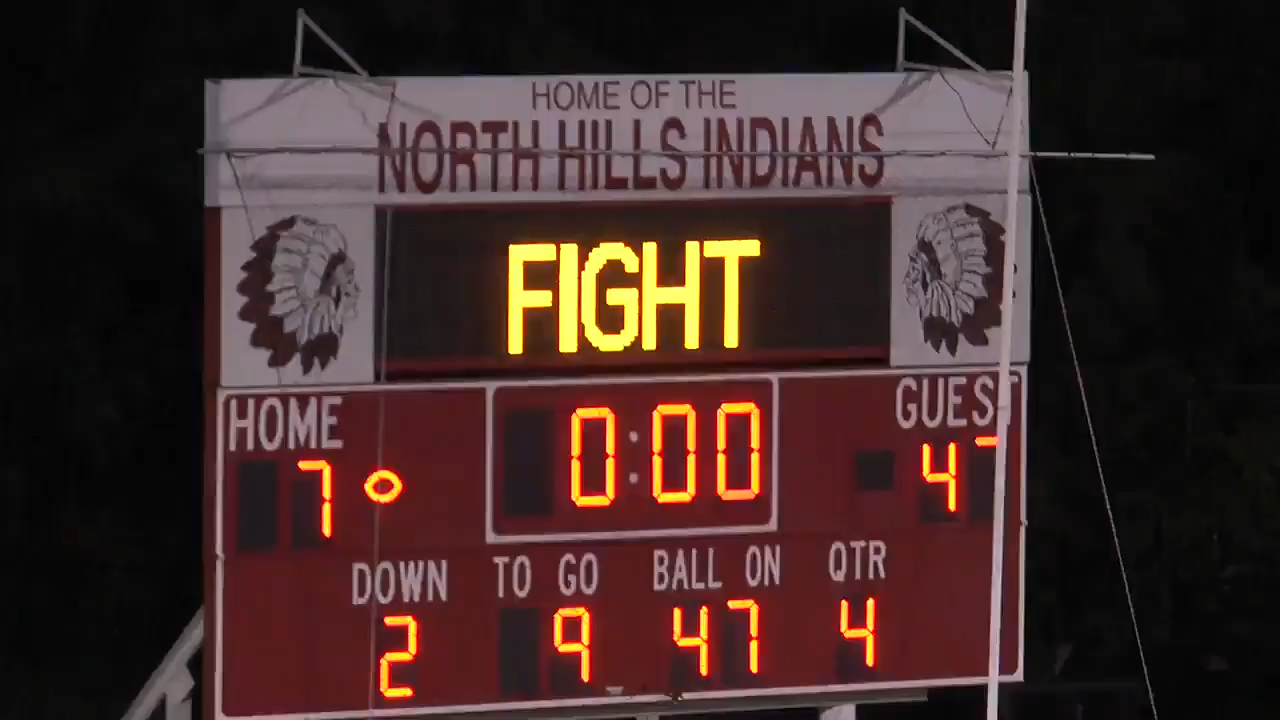 HOME OF THE
NORTH HILLS INDIANS
FIGHT
HOME 0:00 GUEST
7 4
DOWN TO GO BALL ON QTR
2 9 47 4